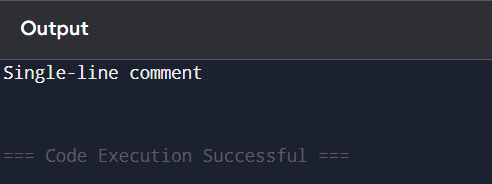 Output
Single-line comment
=== Code Execution Successful ===